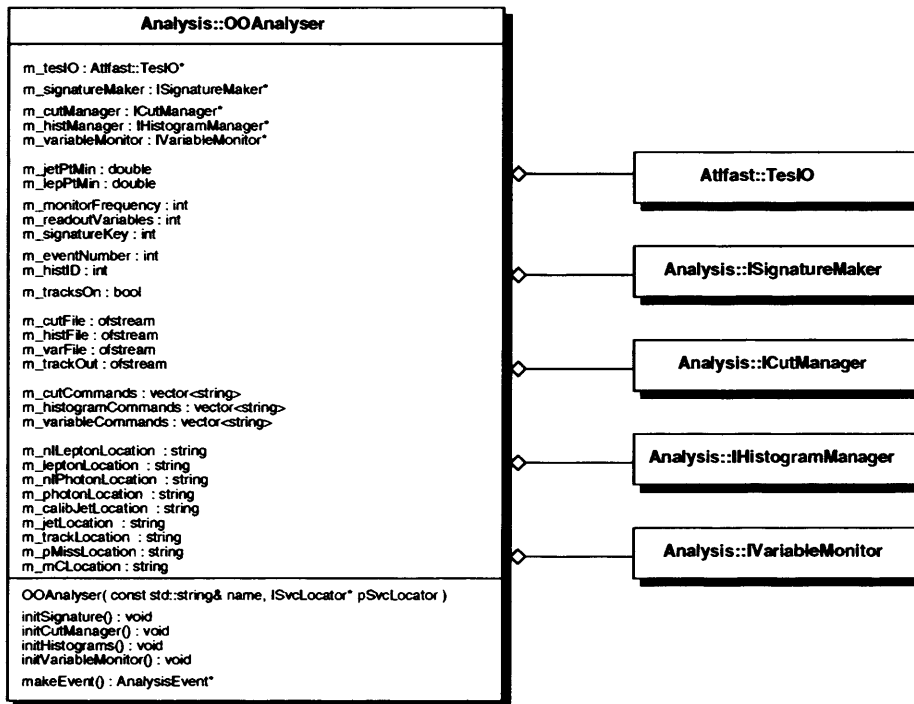 Analysis::OOAnalyser
m_tesIO : Atlfast::TesIO*
m_signatureMaker : ISignatureMaker*
m_cutManager : ICutManager*
m_histManager : IHistogramManager*
m_variableMonitor : IVariableMonitor*
m_jetPtMin : double
m_lepPtMin : double
m_monitorFrequency : int
m_readoutVariables : int
m_signatureKey : int
m_eventNumber : int
m_histID : int
m_tracksOn : bool
m_cutFile : ofstream
m_histFile : ofstream
m_varFile : ofstream
m_trackOut : ofstream
m_cutCommands : vector<string>
m_histogramCommands : vector<string>
m_variableCommands : vector<string>
m_nILeptonLocation : string
m_leptonLocation : string
m_nIPhotonLocation : string
m_photonLocation : string
m_calibJetLocation : string
m_jetLocation : string
m_trackLocation : string
m_pMissLocation : string
m_mCLocation : string
OOAnalyser( const std::string& name, ISvcLocator* pSvcLocator )
initSignature() : void
initCutManager() : void
initHistograms() : void
initVariableMonitor() : void
makeEvent() : AnalysisEvent*
Atlfast::TesIO
Analysis::ISignatureMaker
Analysis::ICutManager
Analysis::IHistogramManager
Analysis::IVariableMonitor